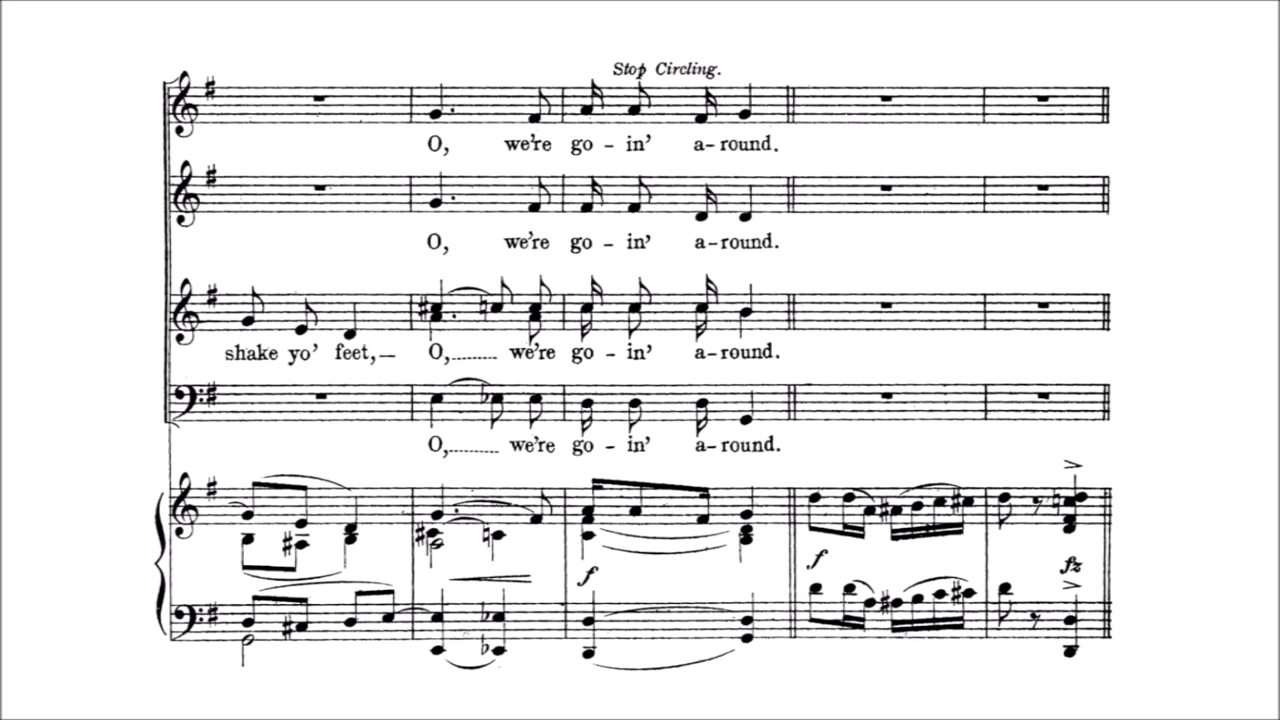 Stop Circling.
O, we're go - in' a - round.
O, we're go - in' a - round.
shake yo' feet,— O,.......... we're go - in' a - round.
O,.......... we're go - in' a - round.
f f fz